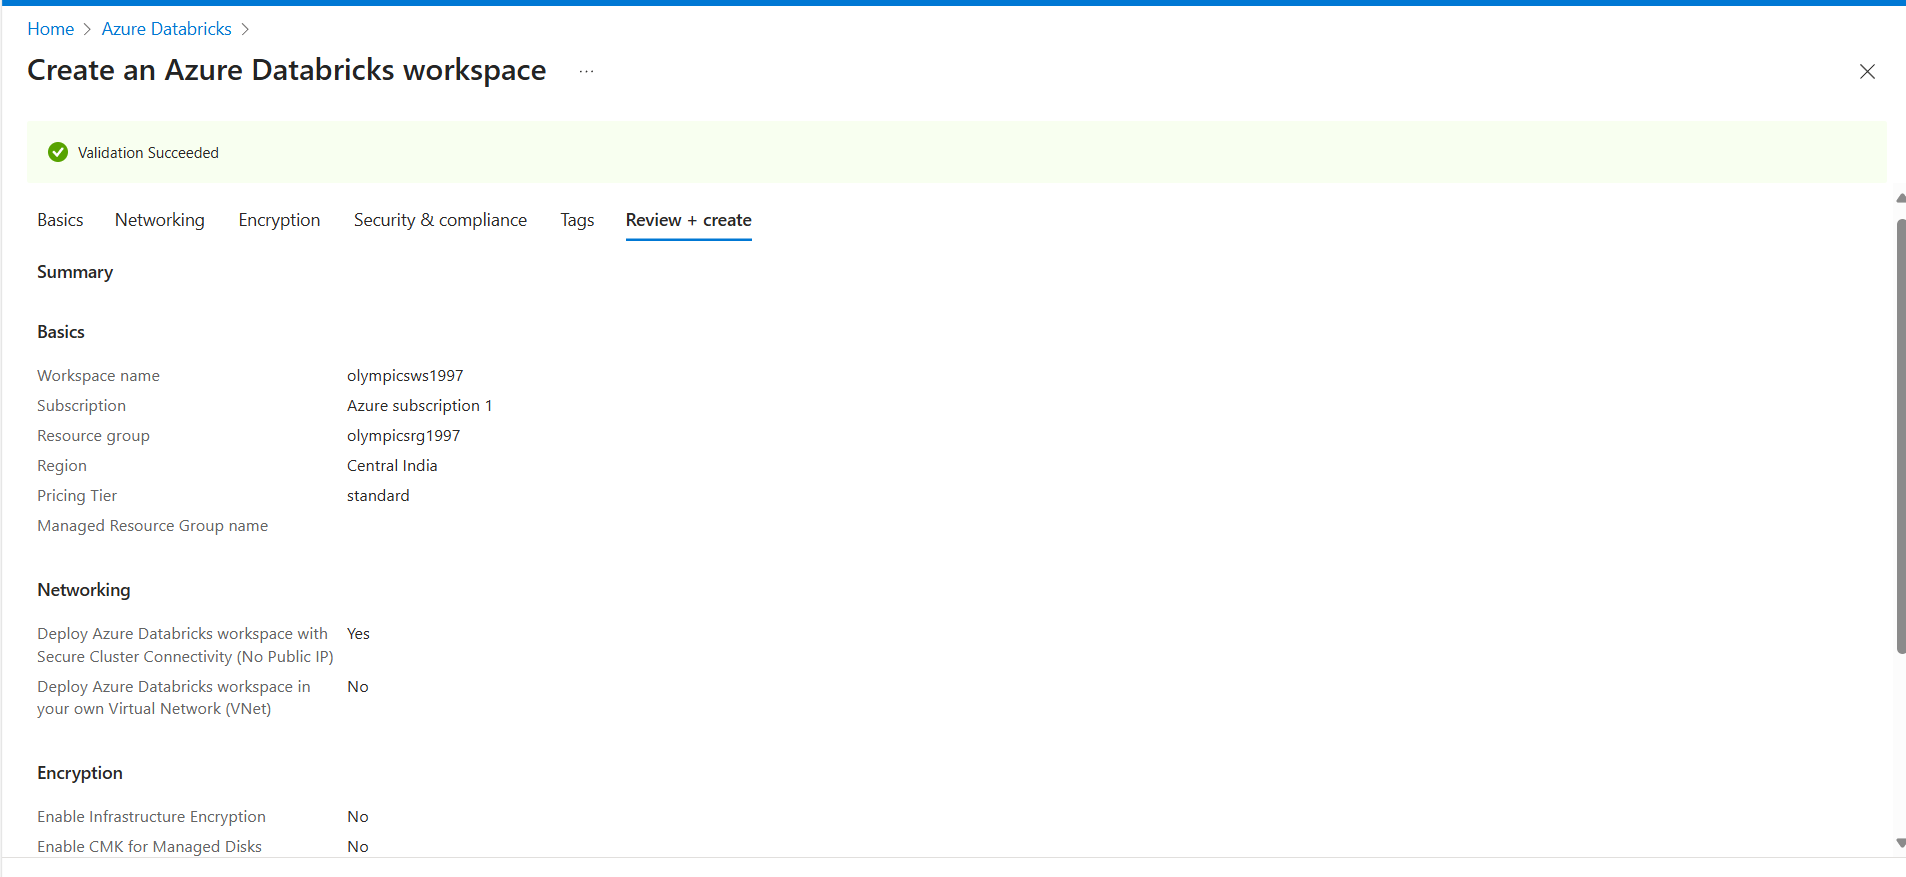 Home > Azure Databricks >
Create an Azure Databricks workspace ...
Validation Succeeded
Basics Networking Encryption Security & compliance Tags Review + create
Summary
Basics
Workspace name olympicsws1997
Subscription Azure subscription 1
Resource group olympicsrg1997
Region Central India
Pricing Tier standard
Managed Resource Group name
Networking
Deploy Azure Databricks workspace with Yes
Secure Cluster Connectivity (No Public IP)
Deploy Azure Databricks workspace in No
your own Virtual Network (VNet)
Encryption
Enable Infrastructure Encryption No
Enable CMK for Managed Disks No